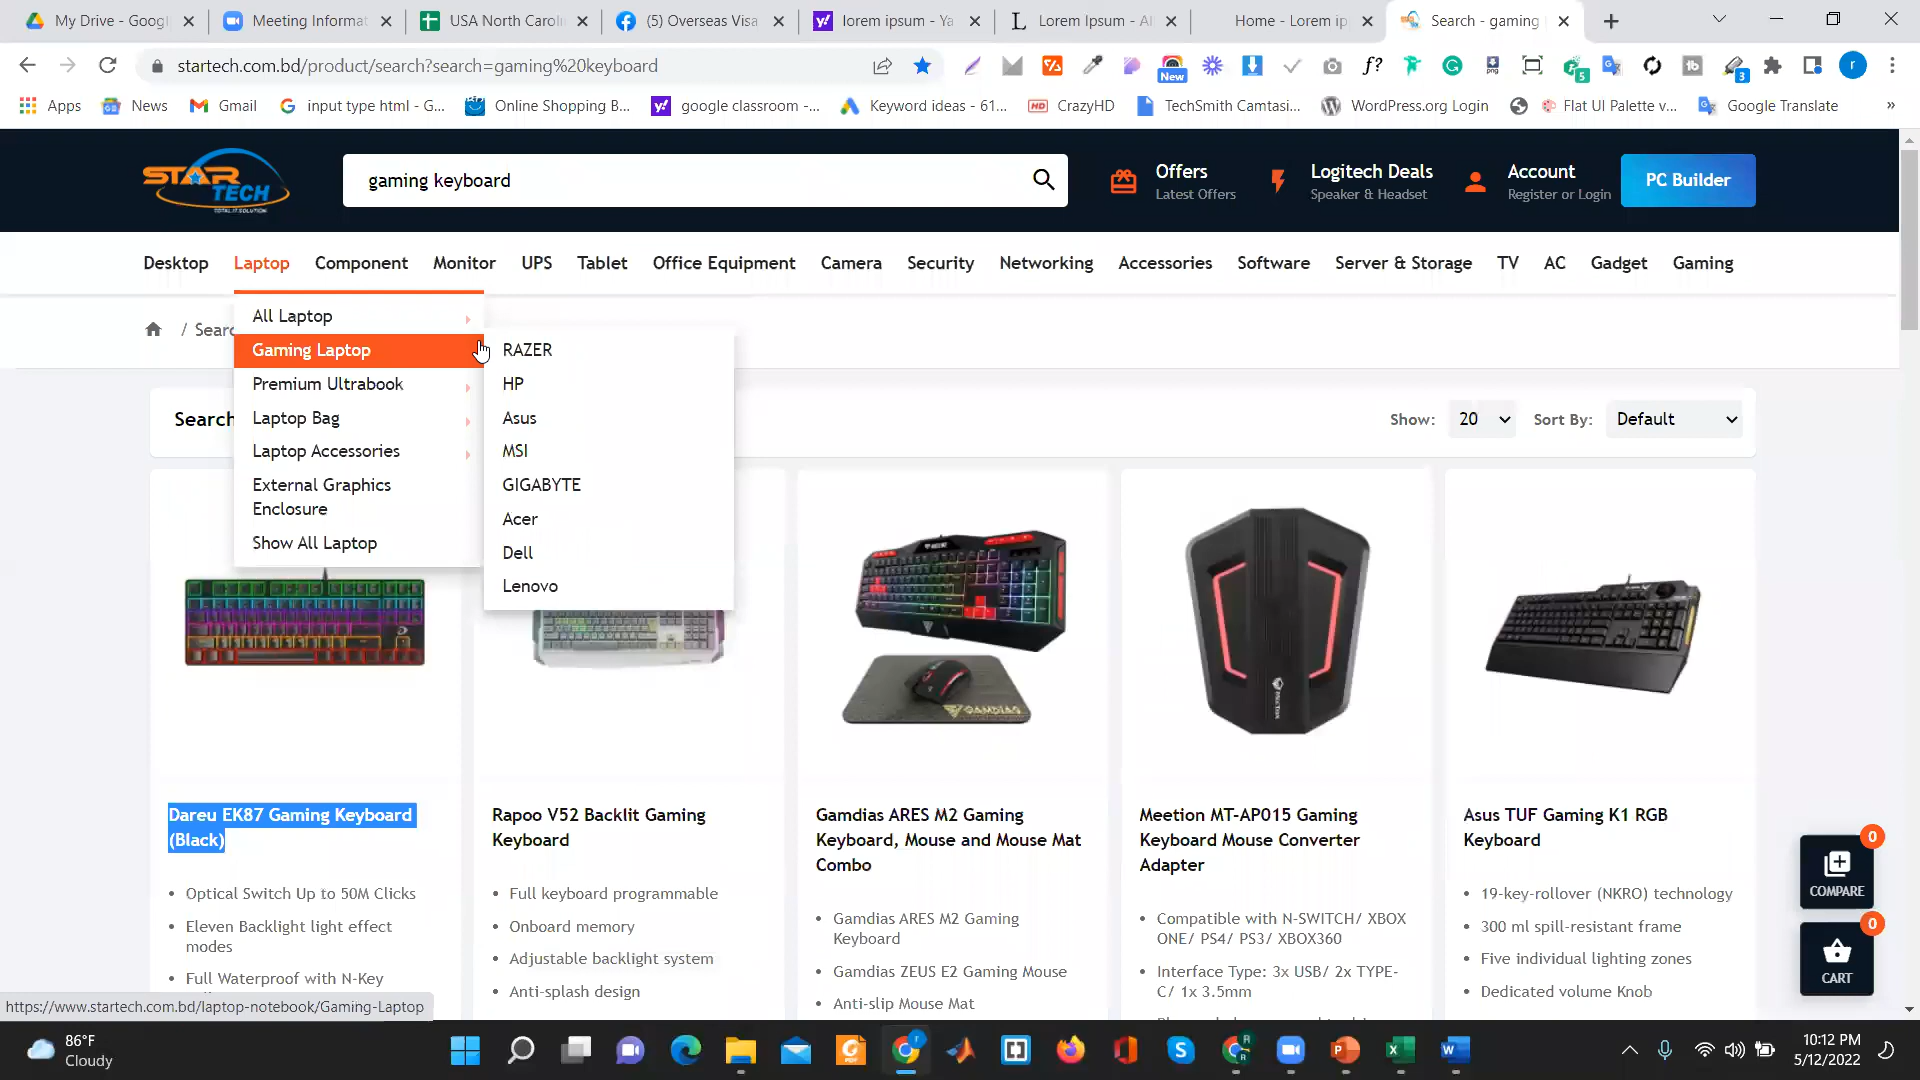 My Drive - Googl
Meeting Informat
USA North Carolin
(5) Overseas Visa
lorem ipsum - Ya
Lorem Ipsum - Al
Home - Lorem ip
Search - gaming
startech.com.bd/product/search?search=gaming%20keyboard
New
f?
5
3
r
Apps
News
Gmail
input type html - G...
Online Shopping B...
google classroom -...
Keyword ideas - 61...
CrazyHD
TechSmith Camtasi...
WordPress.org Login
Flat UI Palette v...
Google Translate
»
STAR
TECH
TOTAL IT SOLUTION
gaming keyboard
Offers
Latest Offers
Logitech Deals
Speaker & Headset
Account
Register or Login
PC Builder
Desktop
Laptop
Component
Monitor
UPS
Tablet
Office Equipment
Camera
Security
Networking
Accessories
Software
Server & Storage
TV
AC
Gadget
Gaming
/ Searc
All Laptop
Gaming Laptop
Premium Ultrabook
Laptop Bag
Laptop Accessories
External Graphics
Enclosure
Show All Laptop
RAZER
HP
Asus
MSI
GIGABYTE
Acer
Dell
Lenovo
Search
Show:
20
Sort By:
Default
GAMDIAS
Dareu EK87 Gaming Keyboard
(Black)
Optical Switch Up to 50M Clicks
Eleven Backlight light effect
modes
Full Waterproof with N-Key
Rapoo V52 Backlit Gaming
Keyboard
Full keyboard programmable
Onboard memory
Adjustable backlight system
Anti-splash design
Gamdias ARES M2 Gaming
Keyboard, Mouse and Mouse Mat
Combo
Gamdias ARES M2 Gaming
Keyboard
Gamdias ZEUS E2 Gaming Mouse
Anti-slip Mouse Mat
Meetion MT-AP015 Gaming
Keyboard Mouse Converter
Adapter
Compatible with N-SWITCH/ XBOX
ONE/ PS4/ PS3/ XBOX360
Interface Type: 3x USB/ 2x TYPE-
C/ 1x 3.5mm
Asus TUF Gaming K1 RGB
Keyboard
19-key-rollover (NKRO) technology
300 ml spill-resistant frame
Five individual lighting zones
Dedicated volume Knob
0
COMPARE
0
CART
https://www.startech.com.bd/laptop-notebook/Gaming-Laptop
86°F
Cloudy
10:12 PM
5/12/2022